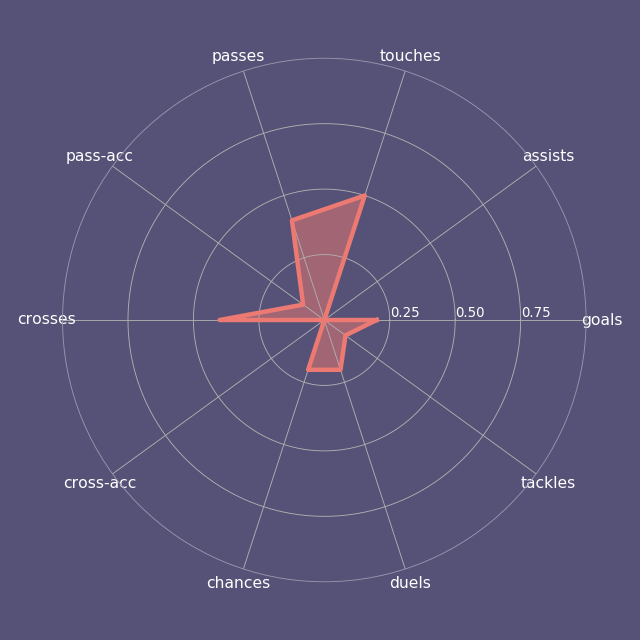 passes
touches
pass-acc
assists
crosses
0.25
0.50
0.75
goals
cross-acc
tackles
chances
duels